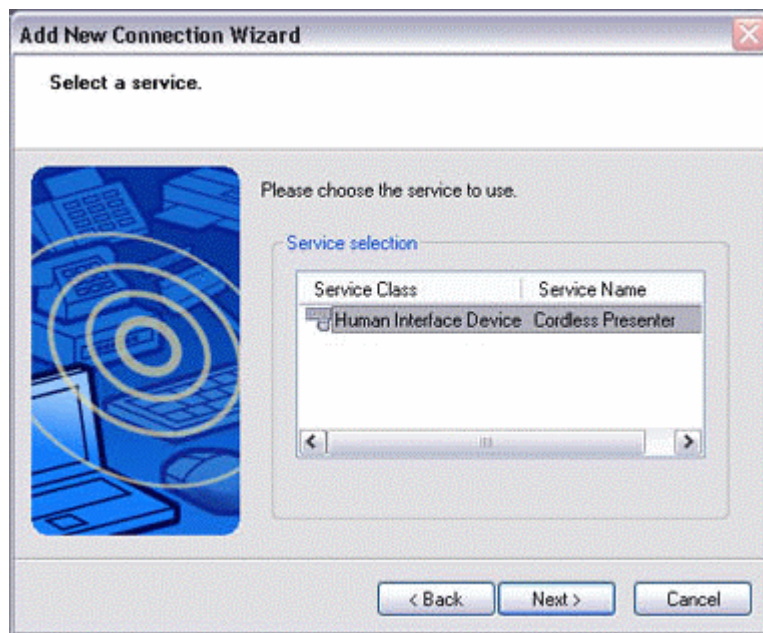 Add New Connection Wizard
Select a service.
Please choose the service to use.
Service selection
Service Class Service Name
Human Interface Device Cordless Presenter
< Back Next > Cancel